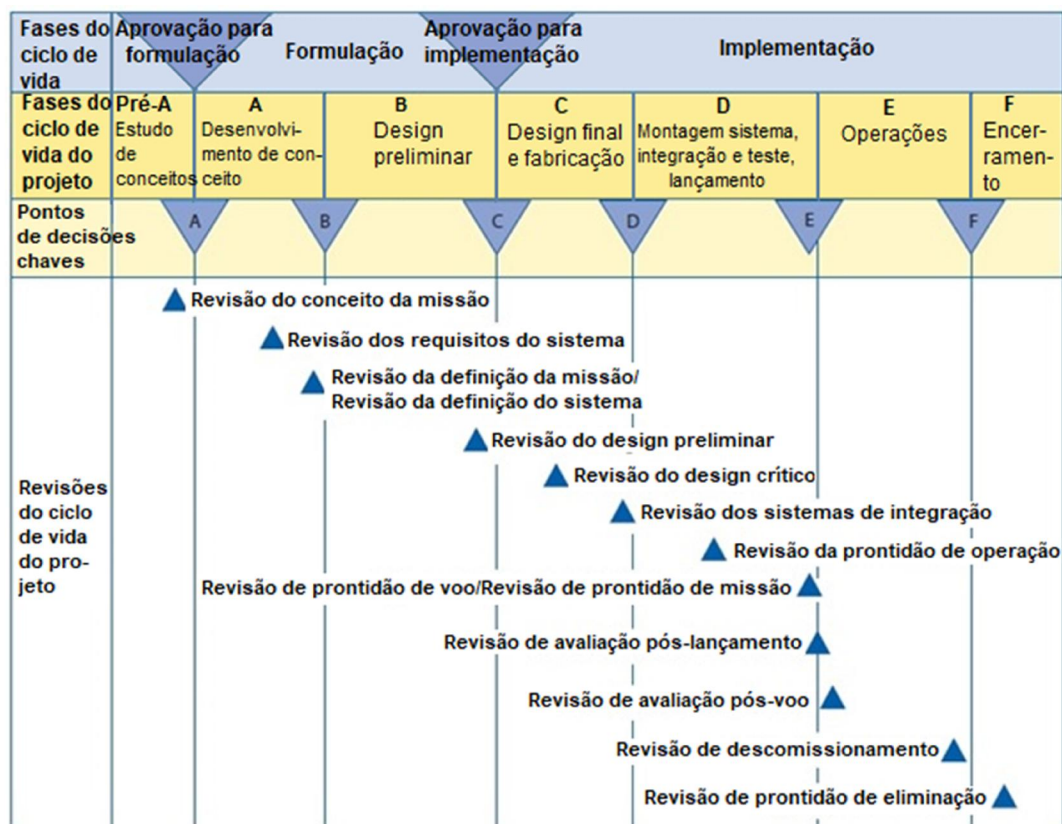 Fases do
ciclo de
vida
Aprovação para
formulação
Formulação
Aprovação para
implementação
Implementação
Fases do
ciclo de
vida do
projeto
Pré-A
Estudo
de
conceitos
A
Desenvolvi-
mento de con-
ceito
B
Design
preliminar
C
Design final
e fabricação
D
Montagem sistema,
integração e teste,
lançamento
E
Operações
F
Encer-
ramen-
to
Pontos
de decisões
chaves
A
B
C
D
E
F
Revisões
do ciclo
de vida
do pro-
jeto
Revisão do conceito da missão
Revisão dos requisitos do sistema
Revisão da definição da missão/
Revisão da definição do sistema
Revisão do design preliminar
Revisão do design crítico
Revisão dos sistemas de integração
Revisão da prontidão de operação
Revisão de prontidão de voo/Revisão de prontidão de missão
Revisão de avaliação pós-lançamento
Revisão de avaliação pós-voo
Revisão de descomissionamento
Revisão de prontidão de eliminação